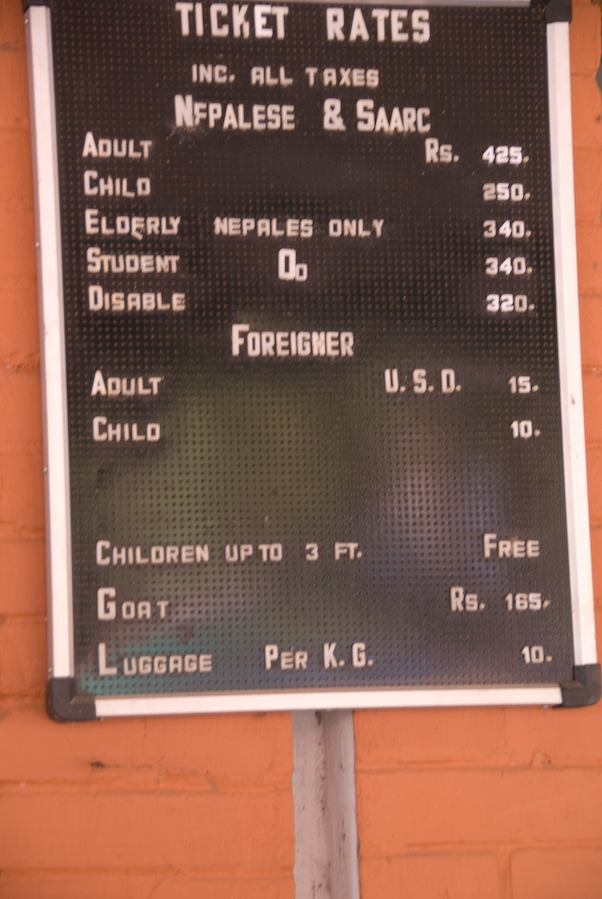 TICKET RATES
INC. ALL TAXES
NEPALESE & SAARC
ADULT Rs. 425.
CHILD 250.
ELDERLY NEPALES ONLY 340.
STUDENT Do 340.
DISABLE 320.
FOREIGNER
ADULT U.S.D. 15.
CHILD 10.
CHILDREN UP TO 3 FT. FREE
GOAT Rs. 165.
LUGGAGE PER K.G. 10.